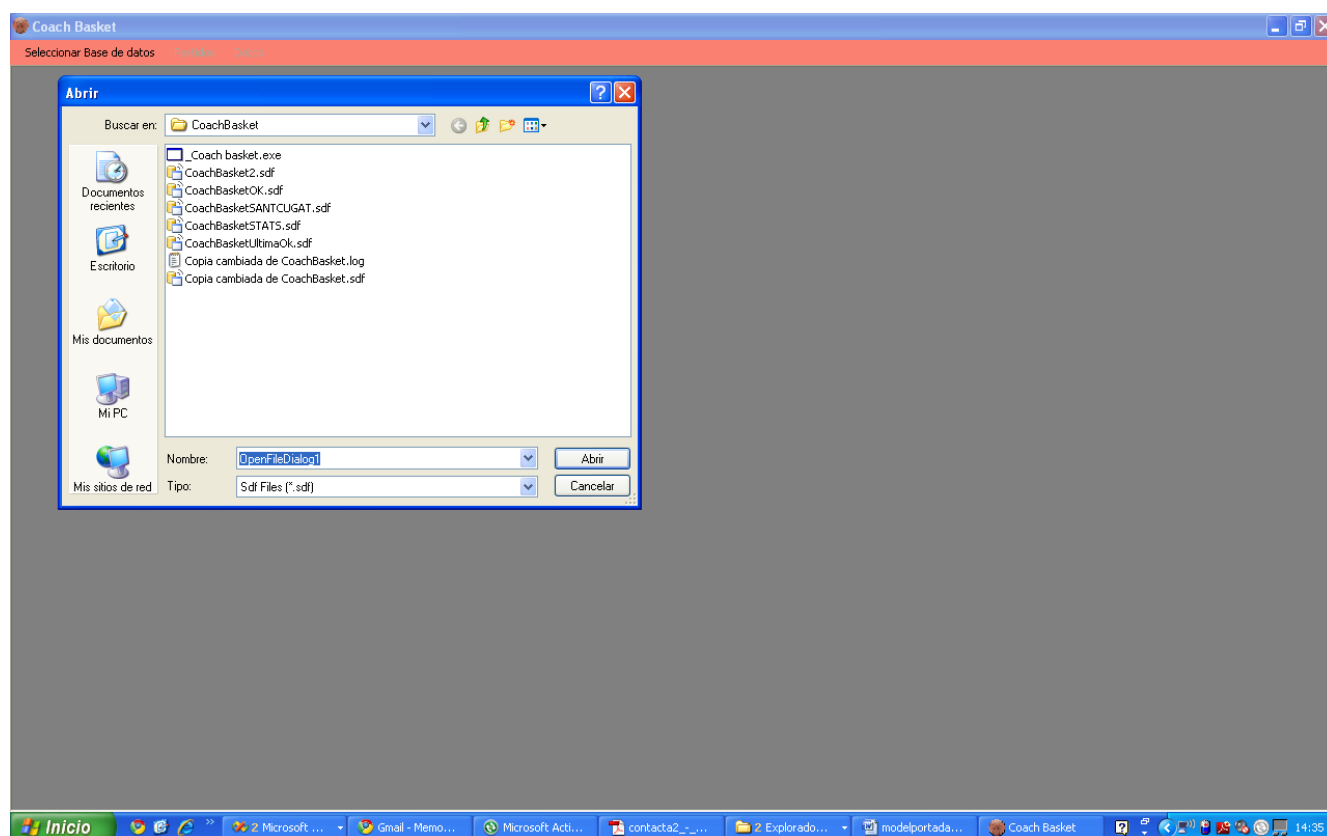 Coach Basket
Seleccionar Base de datos
Abrir
Buscar en: CoachBasket
_Coach basket.exe
CoachBasket2.sdf
CoachBasketOK.sdf
CoachBasketSANTCUGAT.sdf
CoachBasketSTATS.sdf
CoachBasketUltimaOk.sdf
Copia cambiada de CoachBasket.log
Copia cambiada de CoachBasket.sdf
Documentos
recientes
Escritorio
Mis documentos
Mi PC
Mis sitios de red
Nombre: OpenFileDialog1 Abrir
Tipo: Sdf Files (*.sdf) Cancelar
Inicio 2 Microsoft ... Gmail - Memo... Microsoft Acti... contacta2_-_... 2 Explorado... modelportada... Coach Basket 14:35